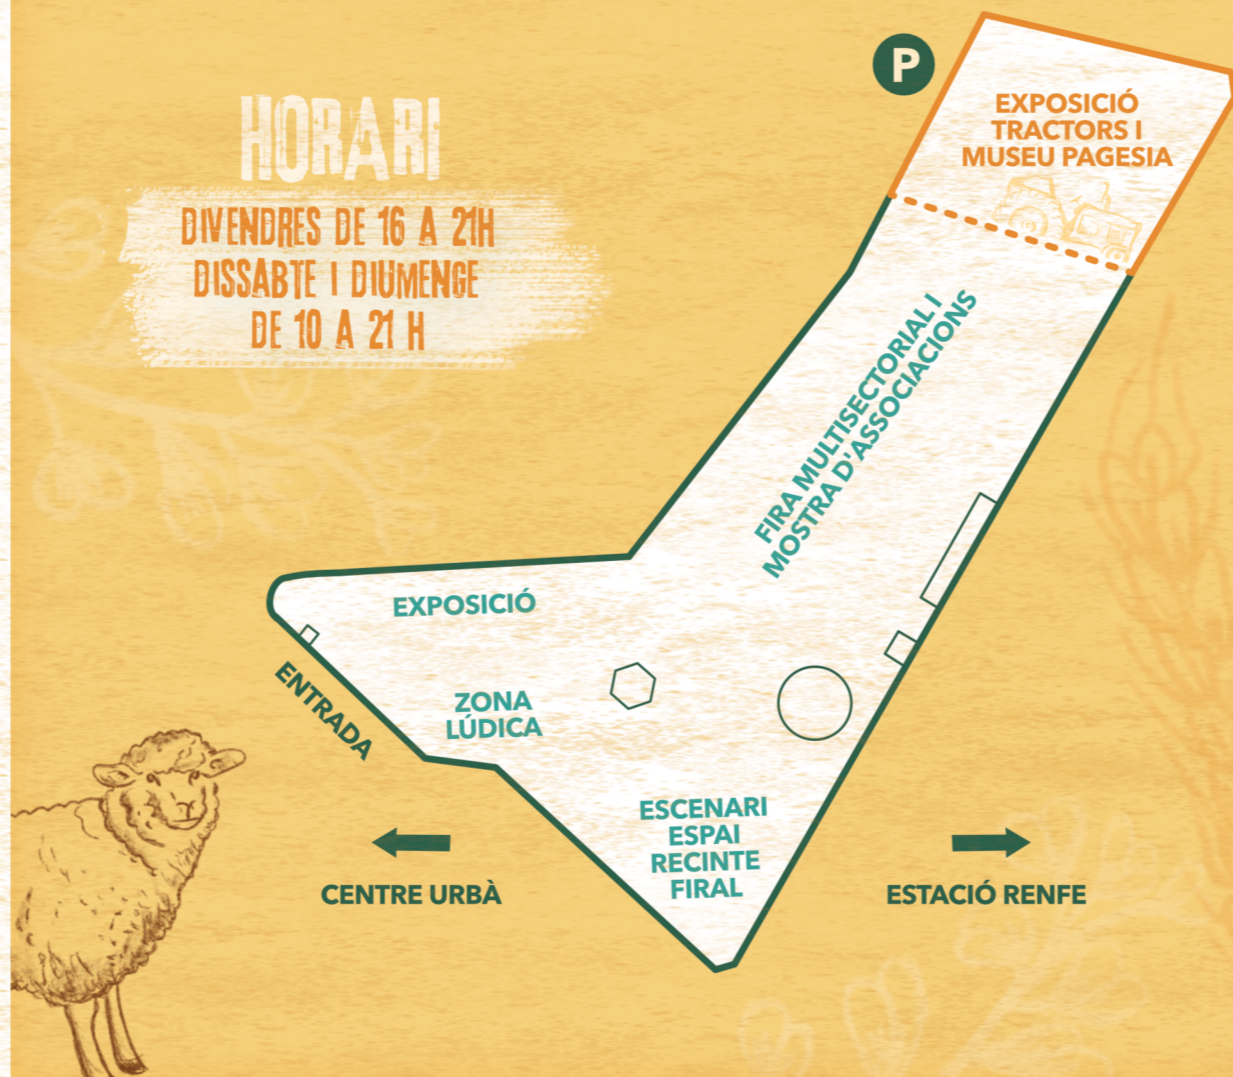 HORARI
DIVENDRES DE 16 A 21H
DISSABTE I DIUMENGE
DE 10 A 21 H
P
EXPOSICIÓ
TRACTORS I
MUSEU PAGESIA
FIRA MULTISECTORIAL I
MOSTRA D'ASSOCIACIONS
EXPOSICIÓ
ENTRADA
ZONA
LÚDICA
ESCENARI
ESPAI
RECINTE
FIRAL
CENTRE URBÀ
ESTACIÓ RENFE